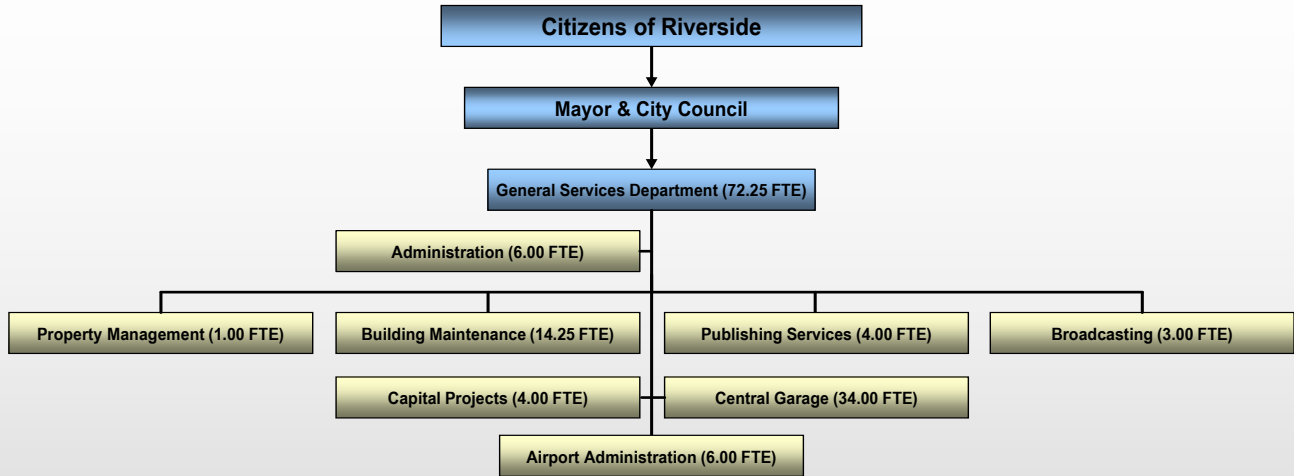 Citizens of Riverside
Mayor & City Council
General Services Department (72.25 FTE)
Administration (6.00 FTE)
Property Management (1.00 FTE)
Building Maintenance (14.25 FTE)
Publishing Services (4.00 FTE)
Broadcasting (3.00 FTE)
Capital Projects (4.00 FTE)
Central Garage (34.00 FTE)
Airport Administration (6.00 FTE)